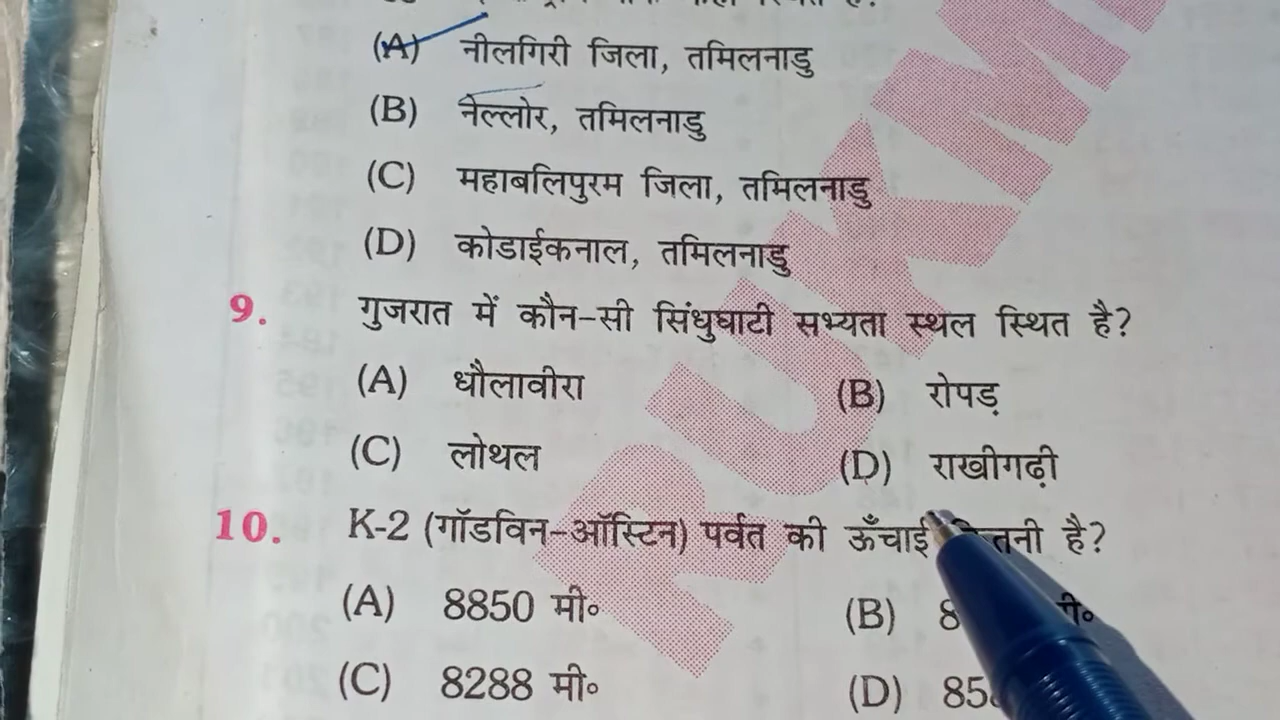 (A) नीलगिरी जिला, तमिलनाडु
(B) नेल्लोर, तमिलनाडु
(C) महाबलिपुरम जिला, तमिलनाडु
(D) कोडाईकनाल, तमिलनाडु
9. गुजरात में कौन-सी सिंधुघाटी सभ्यता स्थल स्थित है?
(A) धौलावीरा (B) रोपड़
(C) लोथल (D) राखीगढ़ी
10. K-2 (गॉडविन-ऑस्टिन) पर्वत की ऊँचाई है?
(A) 8850 मी॰ (B)
(C) 8288 मी॰ (D)
RUKM